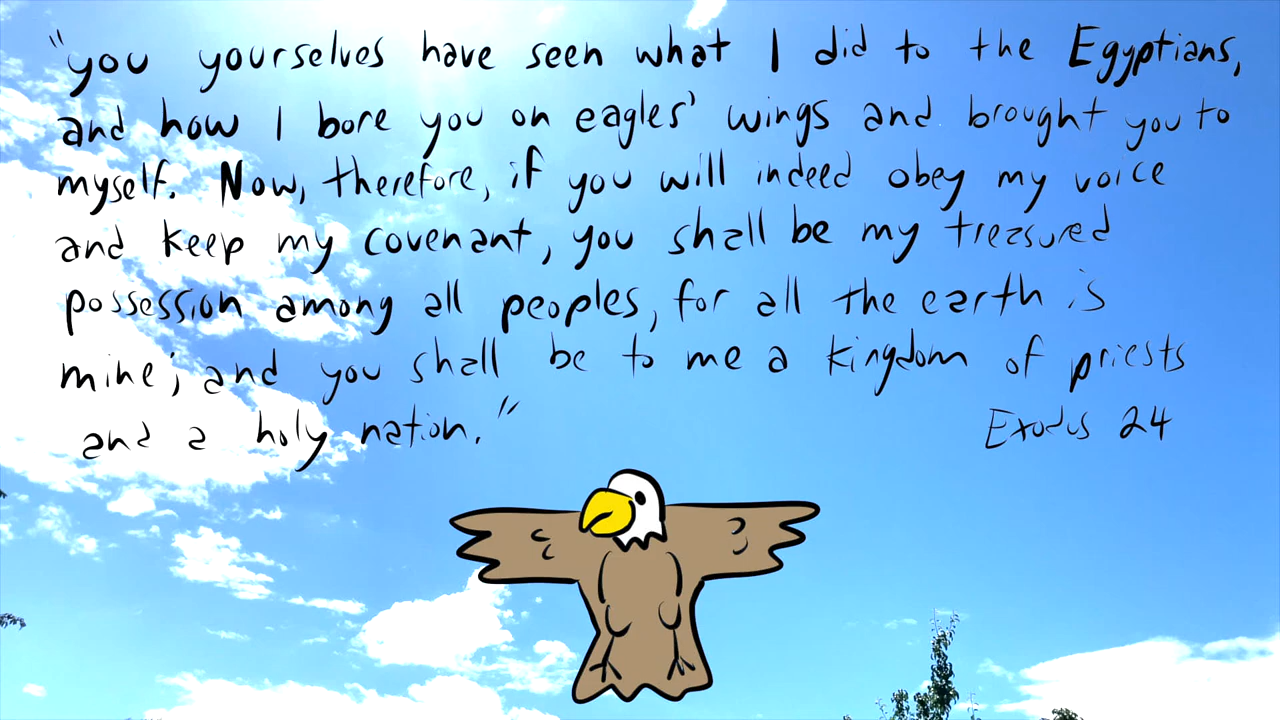 "you yourselves have seen what I did to the Egyptians,
and how I bore you on eagles' wings and brought you to
myself. Now, therefore, if you will indeed obey my voice
and keep my covenant, you shall be my treasured
possession among all peoples, for all the earth is
mine; and you shall be to me a kingdom of priests
and a holy nation."
Exodus 24